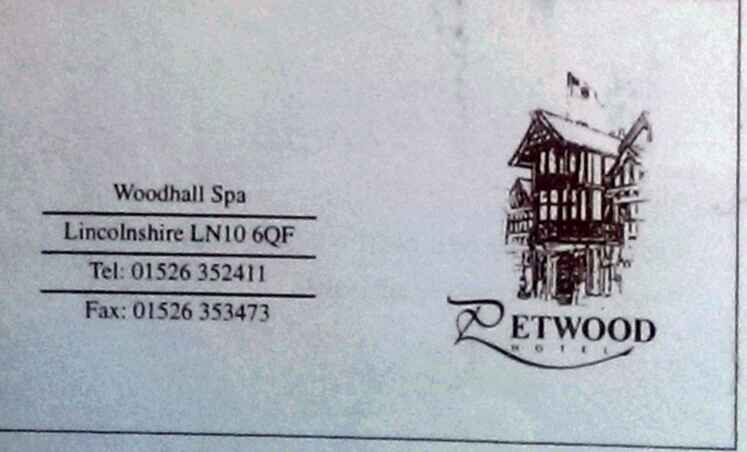 Woodhall Spa
Lincolnshire LN10 6QF
Tel: 01526 352411
Fax: 01526 353473
PETWOOD
HOTEL